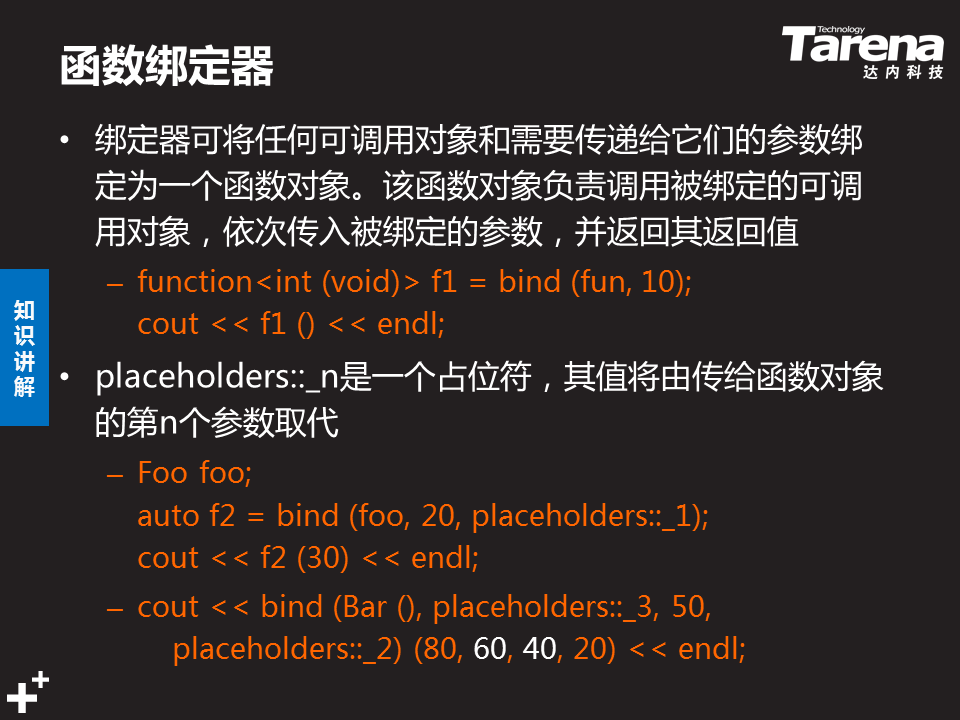 函数绑定器
Technology
Tarena
达内科技
• 绑定器可将任何可调用对象和需要传递给它们的参数绑
定为一个函数对象。该函数对象负责调用被绑定的可调
用对象，依次传入被绑定的参数，并返回其返回值
– function<int (void)> f1 = bind (fun, 10);
cout << f1 () << endl;
知
识
讲
解
• placeholders::_n是一个占位符，其值将由传给函数对象
的第n个参数取代
– Foo foo;
auto f2 = bind (foo, 20, placeholders::_1);
cout << f2 (30) << endl;
– cout << bind (Bar (), placeholders::_3, 50,
placeholders::_2) (80, 60, 40, 20) << endl;